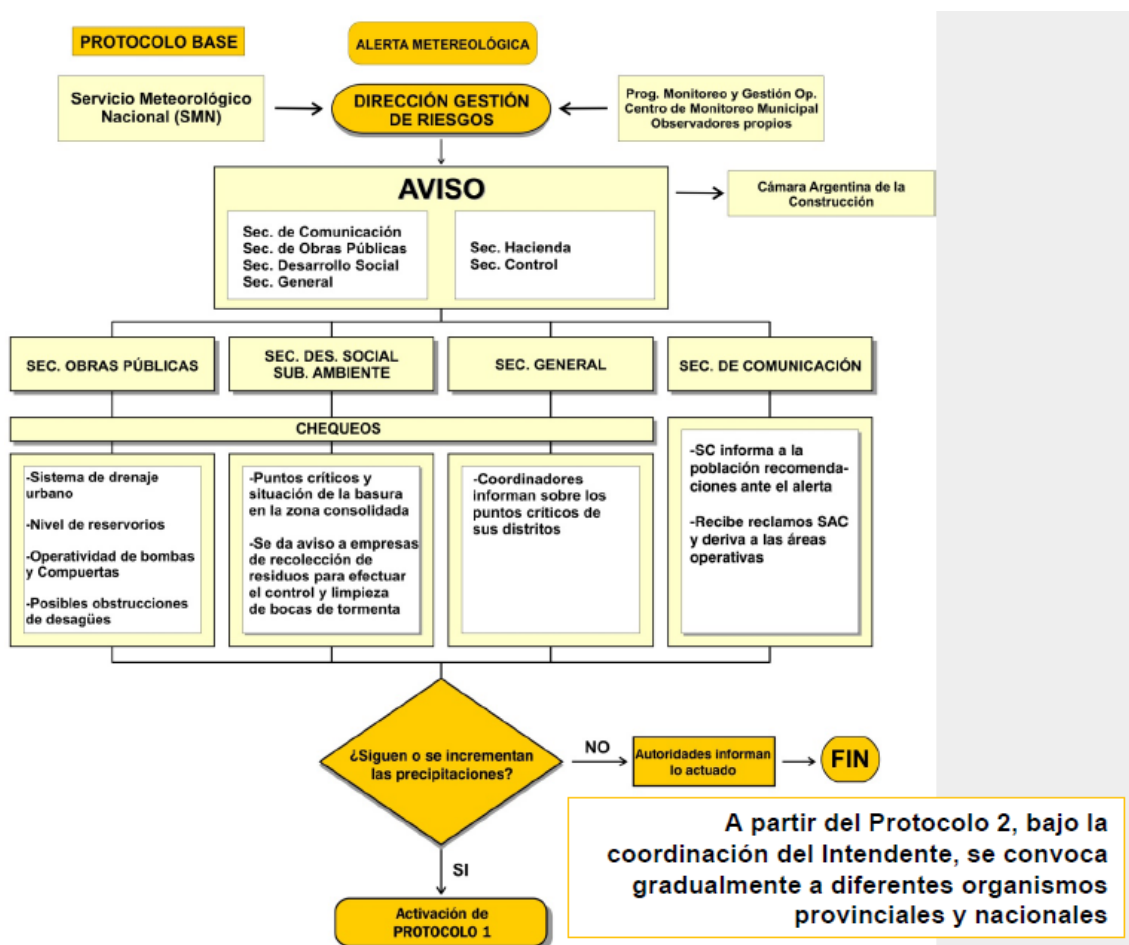 PROTOCOLO BASE
ALERTA METEREOLÓGICA
Servicio Meteorológico
Nacional (SMN)
DIRECCIÓN GESTIÓN
DE RIESGOS
Prog. Monitoreo y Gestión Op.
Centro de Monitoreo Municipal
Observadores propios
AVISO
Cámara Argentina de la
Construcción
Sec. de Comunicación
Sec. de Obras Públicas
Sec. Desarrollo Social
Sec. General
Sec. Hacienda
Sec. Control
SEC. OBRAS PÚBLICAS
SEC. DES. SOCIAL
SUB. AMBIENTE
SEC. GENERAL
SEC. DE COMUNICACIÓN
CHEQUEOS
-Sistema de drenaje
urbano
-Nivel de reservorios
-Operatividad de bombas
y Compuertas
-Posibles obstrucciones
de desagües
-Puntos críticos y
situación de la basura
en la zona consolidada
-Se da aviso a empresas
de recolección de
residuos para efectuar
el control y limpieza
de bocas de tormenta
-Coordinadores
informan sobre los
puntos críticos de
sus distritos
-SC informa a la
población recomenda-
ciones ante el alerta
-Recibe reclamos SAC
y deriva a las áreas
operativas
¿Siguen o se incrementan
las precipitaciones?
NO
Autoridades informan
lo actuado
FIN
SI
Activación de
PROTOCOLO 1
A partir del Protocolo 2, bajo la
coordinación del Intendente, se convoca
gradualmente a diferentes organismos
provinciales y nacionales